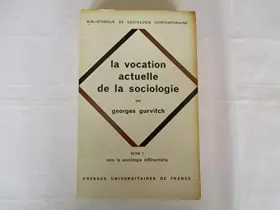 BIBLIOTHÈQUE DE SOCIOLOGIE CONTEMPORAINE
la vocation
actuelle
de la sociologie
par
georges gurvitch
tome I
vers la sociologie différentielle
PRESSES UNIVERSITAIRES DE FRANCE